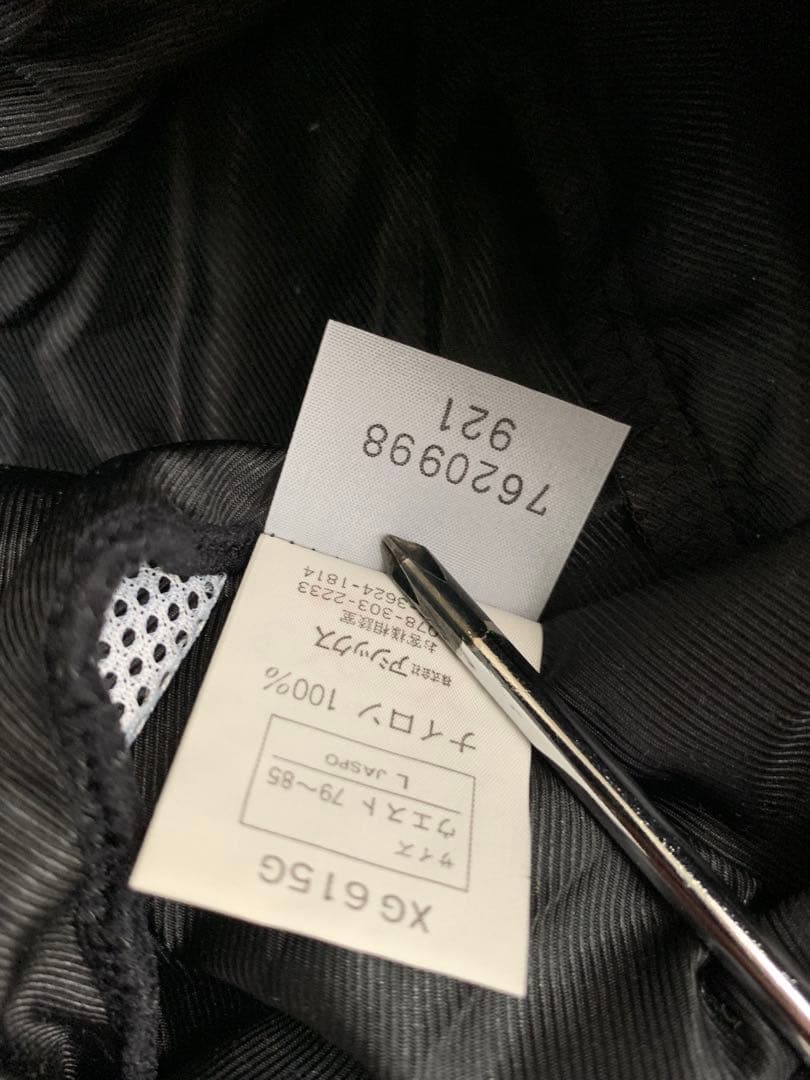 XG615G
サイズ
ウエスト 79~85
L JASPO
ナイロン 100%
株式会社アシックス
お客様相談室
978-303-2233
3624-1814
7620998
921